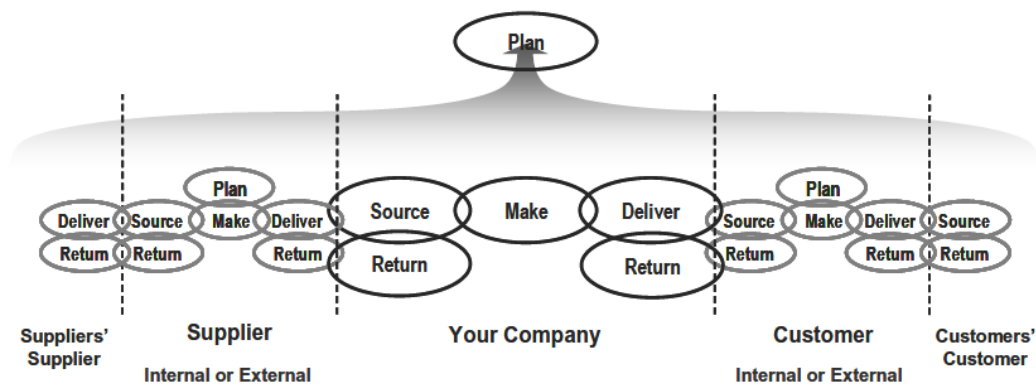 Plan
Plan
Plan
Deliver Source Make Deliver Source Make Deliver Source Make Deliver Source
Return Return Return Return Return Return Return Return
Suppliers' Supplier Your Company Customer Customers'
Supplier Customer
Internal or External Internal or External